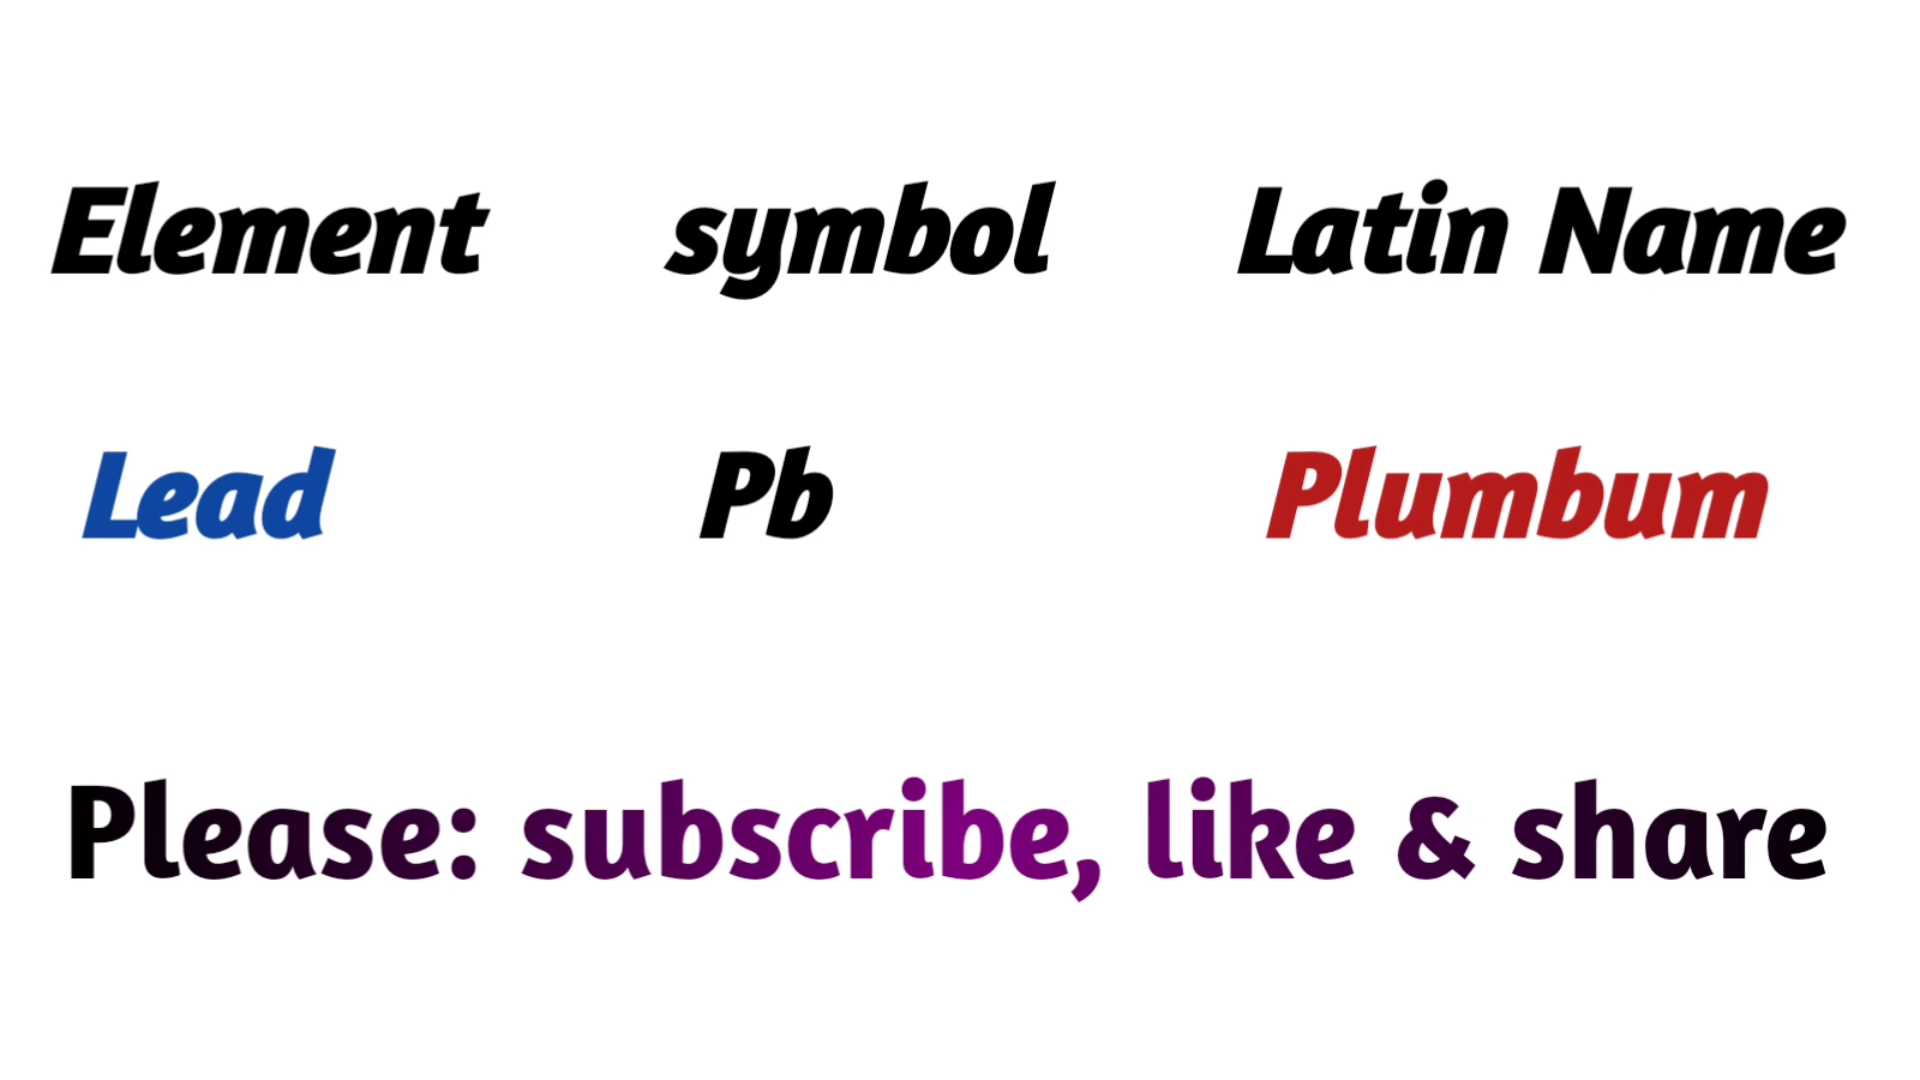 Element symbol Latin Name
Lead Pb Plumbum
Please: subscribe, like & share